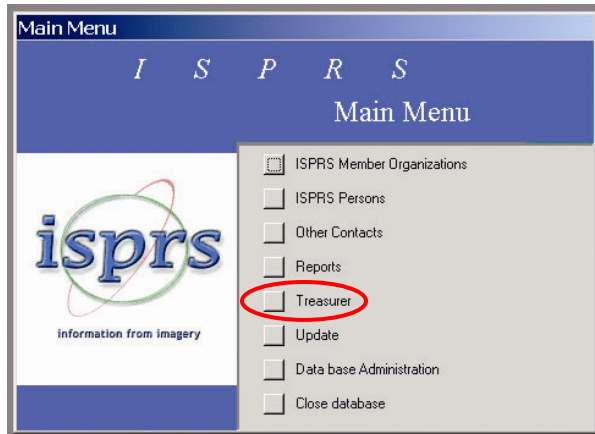 Main Menu
I S P R S
Main Menu
ISPRS Member Organizations
ISPRS Persons
Other Contacts
Reports
Treasurer
Update
Data base Administration
Close database
isprs
information from imagery